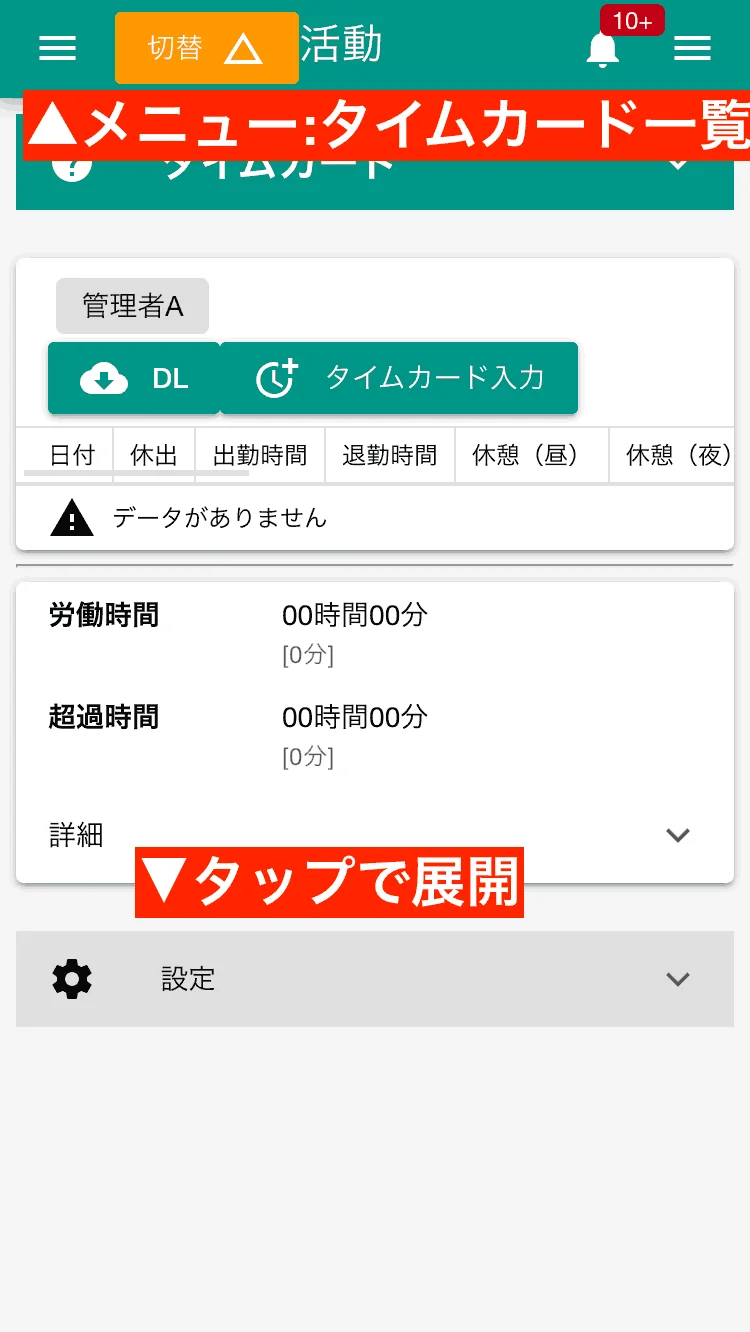 切替 活動 10+
▲メニュー:タイムカード一覧
タイムカード
管理者A
DL タイムカード入力
日付 休出 出勤時間 退勤時間 休憩（昼） 休憩（夜）
データがありません
労働時間 00時間00分
[0分]
超過時間 00時間00分
[0分]
詳細
▼タップで展開
設定